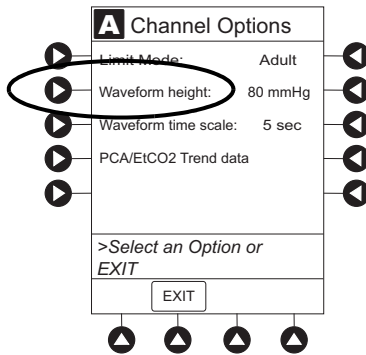 A Channel Options
Limit Mode: Adult
Waveform height: 80 mmHg
Waveform time scale: 5 sec
PCA/EtCO2 Trend data
>Select an Option or
EXIT
EXIT